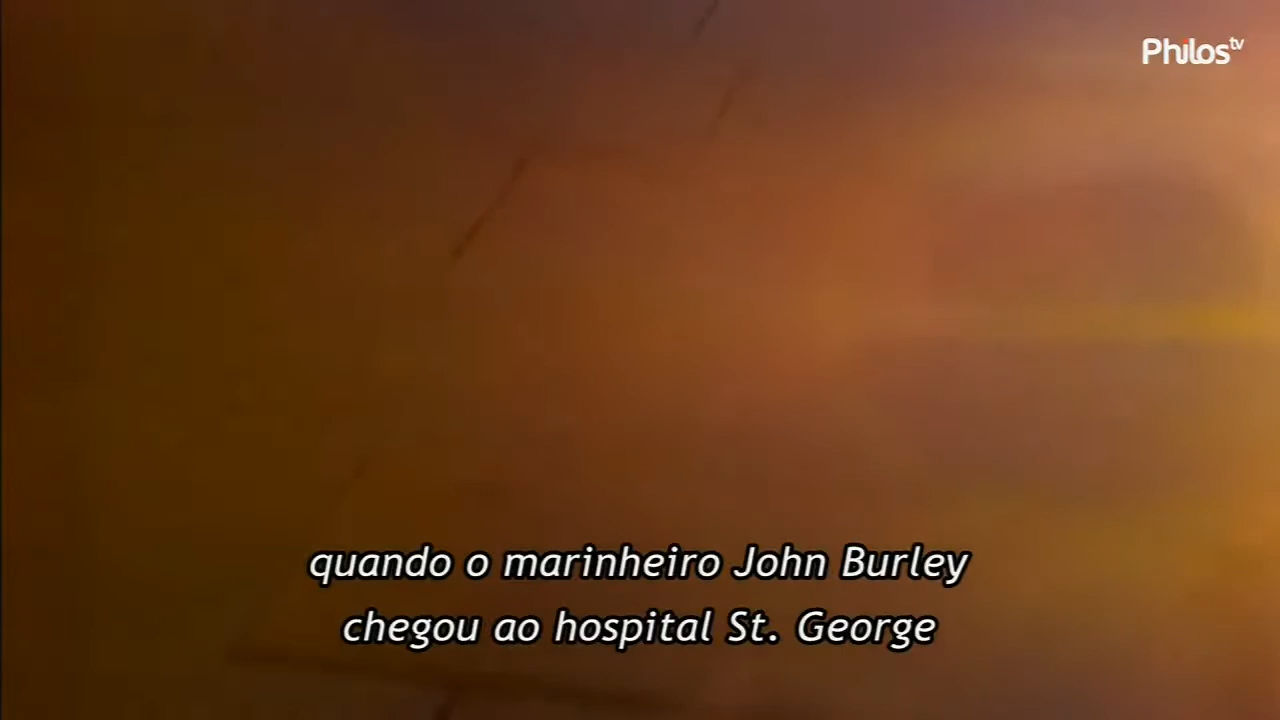 Philos tv
quando o marinheiro John Burley
chegou ao hospital St. George